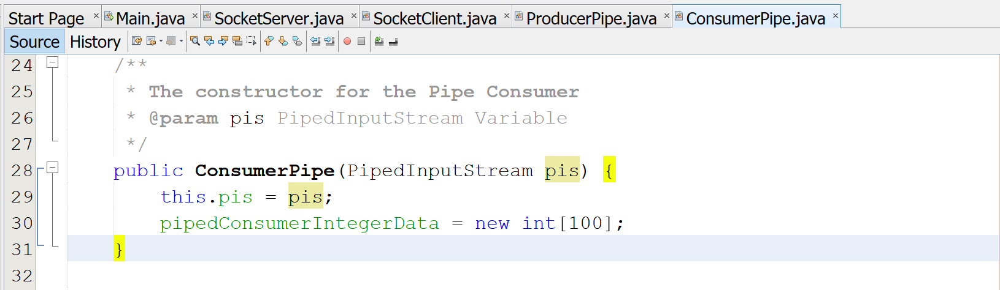 Start Page Main.java SocketServer.java SocketClient.java ProducerPipe.java ConsumerPipe.java
Source History
24 /**
25 * The constructor for the Pipe Consumer
26 * @param pis PipedInputStream Variable
27 */
28 public ConsumerPipe(PipedInputStream pis) {
29 this.pis = pis;
30 pipedConsumerIntegerData = new int[100];
31 }
32